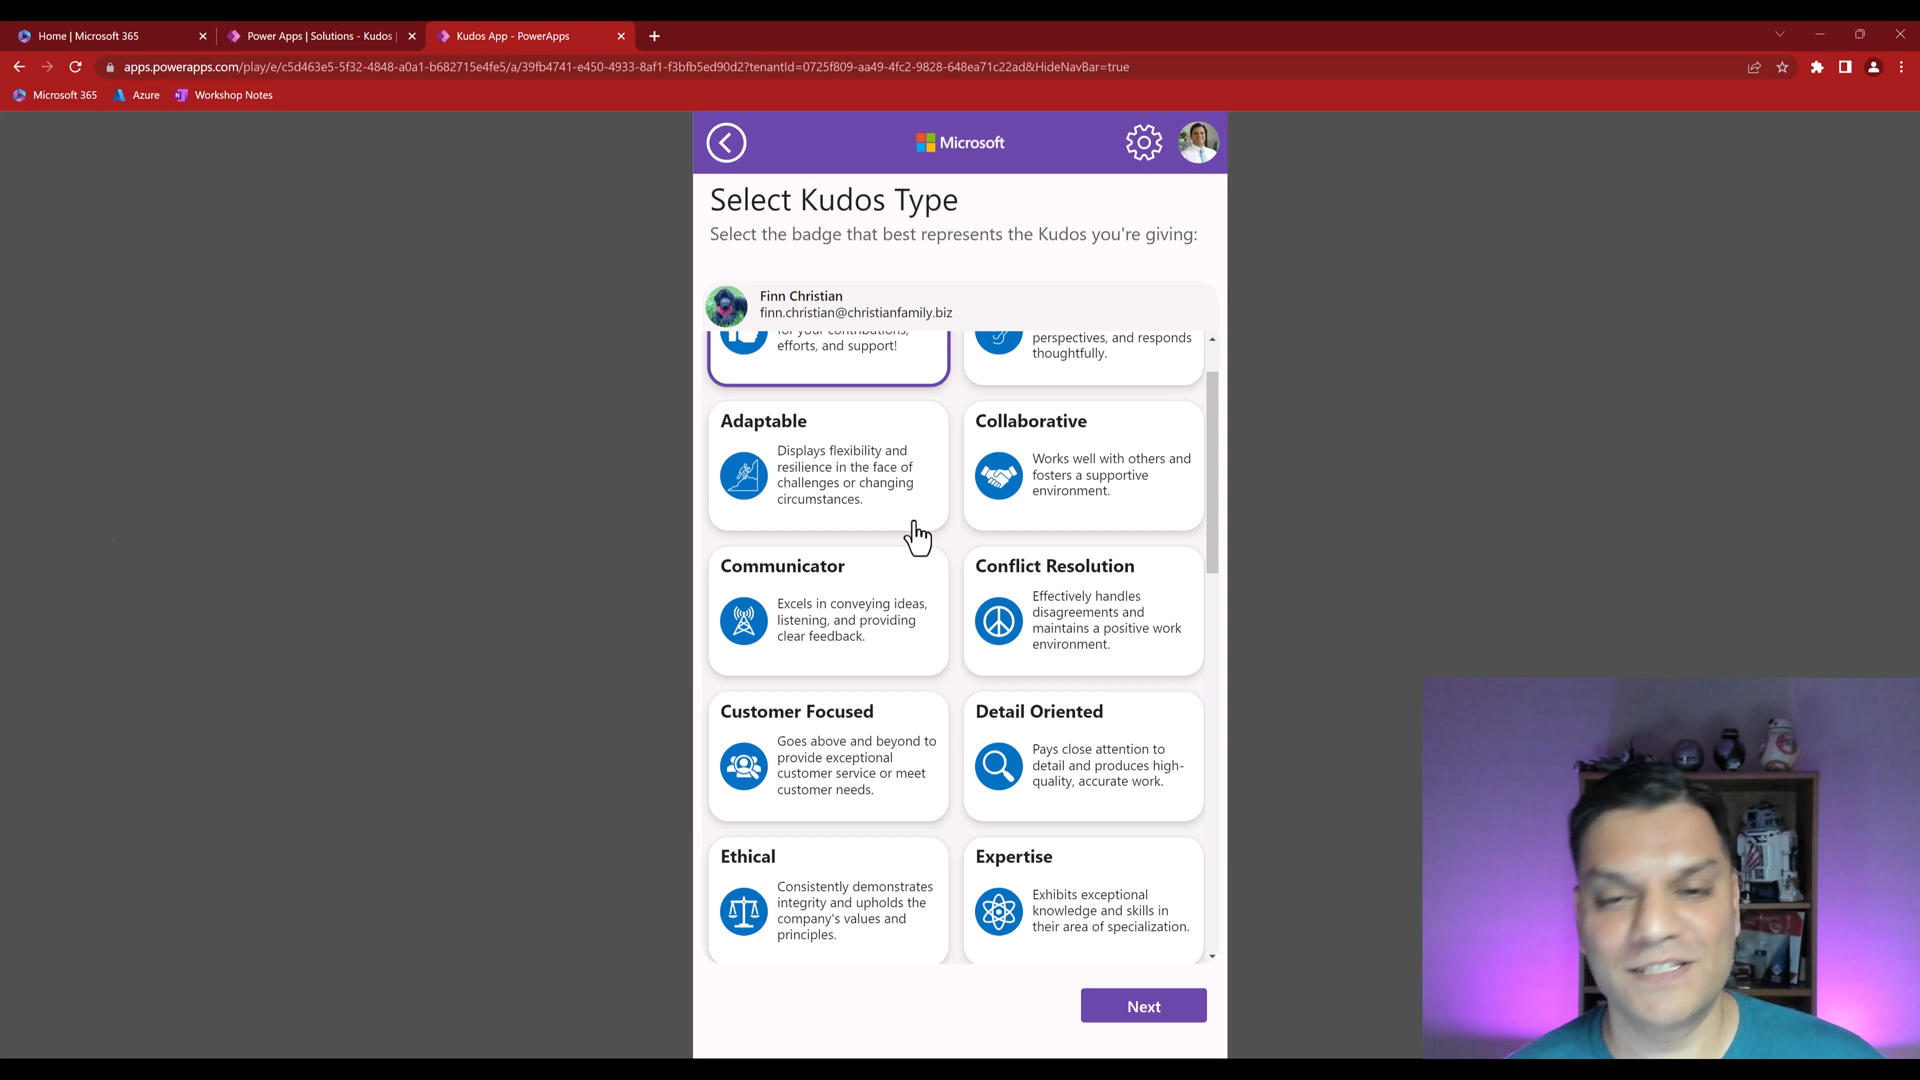 Home | Microsoft 365
Power Apps | Solutions - Kudos |
Kudos App - PowerApps
apps.powerapps.com/play/e/c5d463e5-5f32-4848-a0a1-b682715e4fe5/a/39fb4741-e450-4933-8af1-f3bfb5ed90d2?tenantId=0725f809-aa49-4fc2-9828-648ea71c22ad&HideNavBar=true
Microsoft 365
Azure
Workshop Notes
Microsoft
Select Kudos Type
Select the badge that best represents the Kudos you're giving:
Finn Christian
finn.christian@christianfamily.biz
for your contributions,
efforts, and support!
perspectives, and responds
thoughtfully.
Adaptable
Displays flexibility and
resilience in the face of
challenges or changing
circumstances.
Collaborative
Works well with others and
fosters a supportive
environment.
Communicator
Excels in conveying ideas,
listening, and providing
clear feedback.
Conflict Resolution
Effectively handles
disagreements and
maintains a positive work
environment.
Customer Focused
Goes above and beyond to
provide exceptional
customer service or meet
customer needs.
Detail Oriented
Pays close attention to
detail and produces high-
quality, accurate work.
Ethical
Consistently demonstrates
integrity and upholds the
company's values and
principles.
Expertise
Exhibits exceptional
knowledge and skills in
their area of specialization.
Next